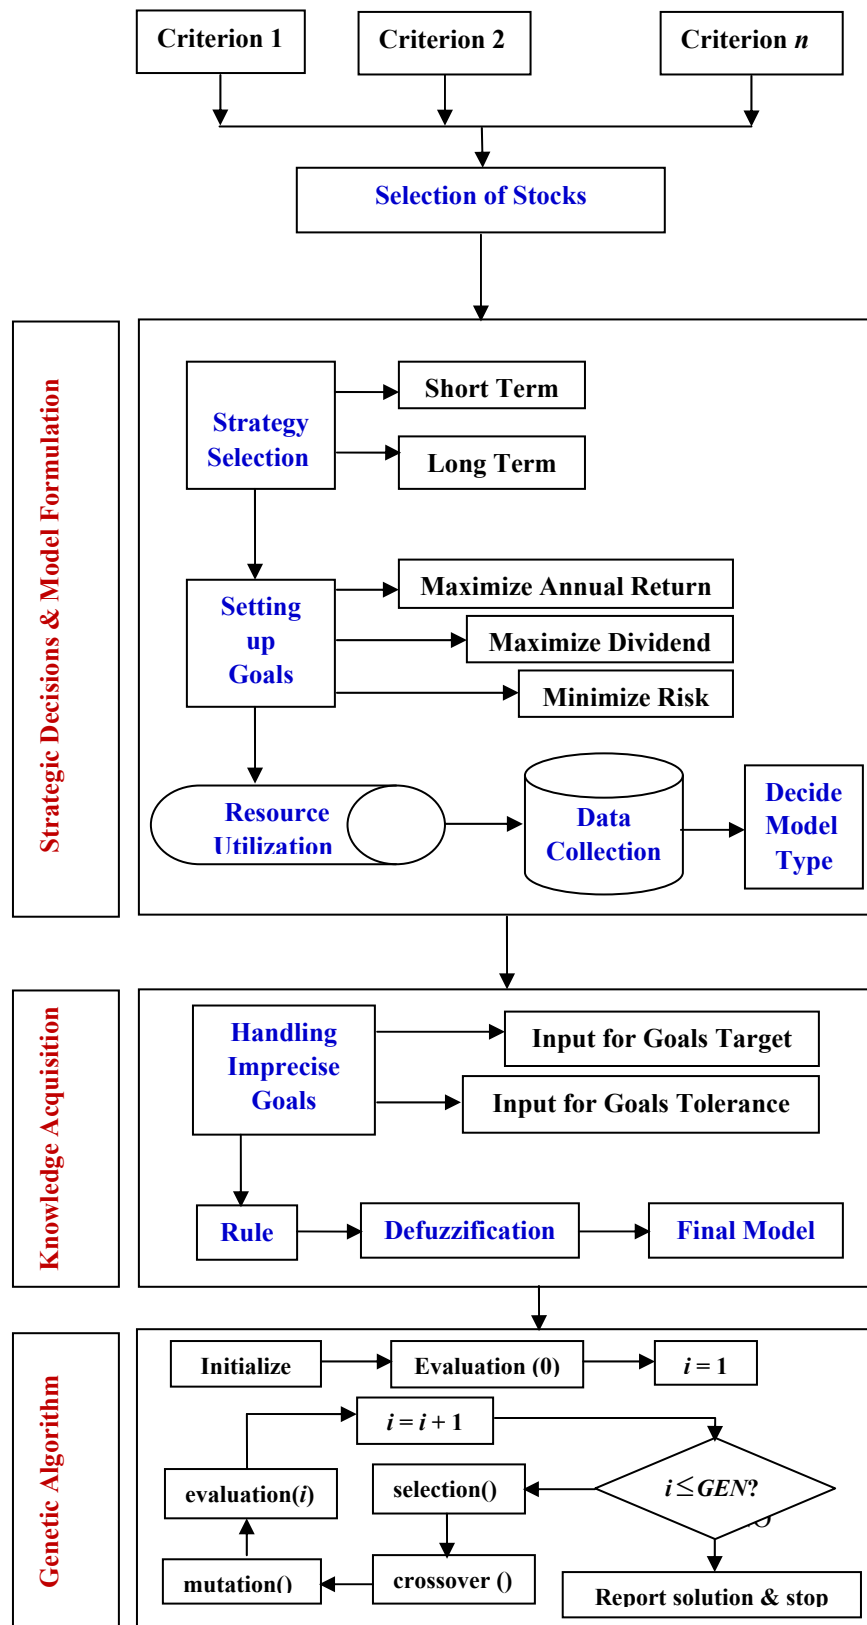 Criterion 1
Criterion 2
Criterion n
Selection of Stocks
Strategic Decisions & Model Formulation
Strategy
Selection
Short Term
Long Term
Setting
up
Goals
Maximize Annual Return
Maximize Dividend
Minimize Risk
Resource
Utilization
Data
Collection
Decide
Model
Type
Knowledge Acquisition
Handling
Imprecise
Goals
Input for Goals Target
Input for Goals Tolerance
Rule
Defuzzification
Final Model
Genetic Algorithm
Initialize
Evaluation (0)
i = 1
i = i + 1
i ≤ GEN?
selection()
evaluation(i)
mutation()
crossover ()
Report solution & stop